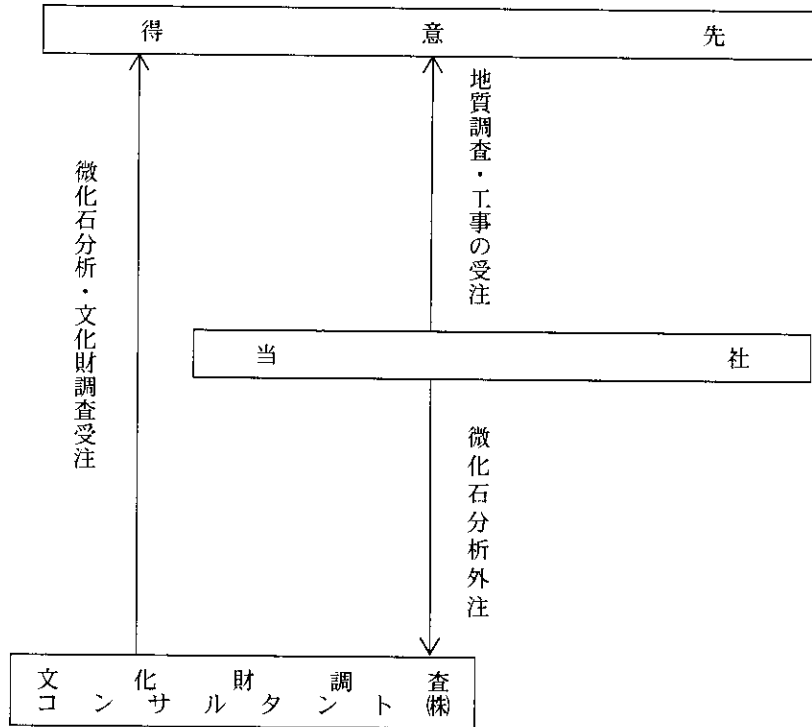 得意先
地質調査・工事の受注
微化石分析・文化財調査受注
当社
微化石分析外注
文化財調査
コンサルタント㈱